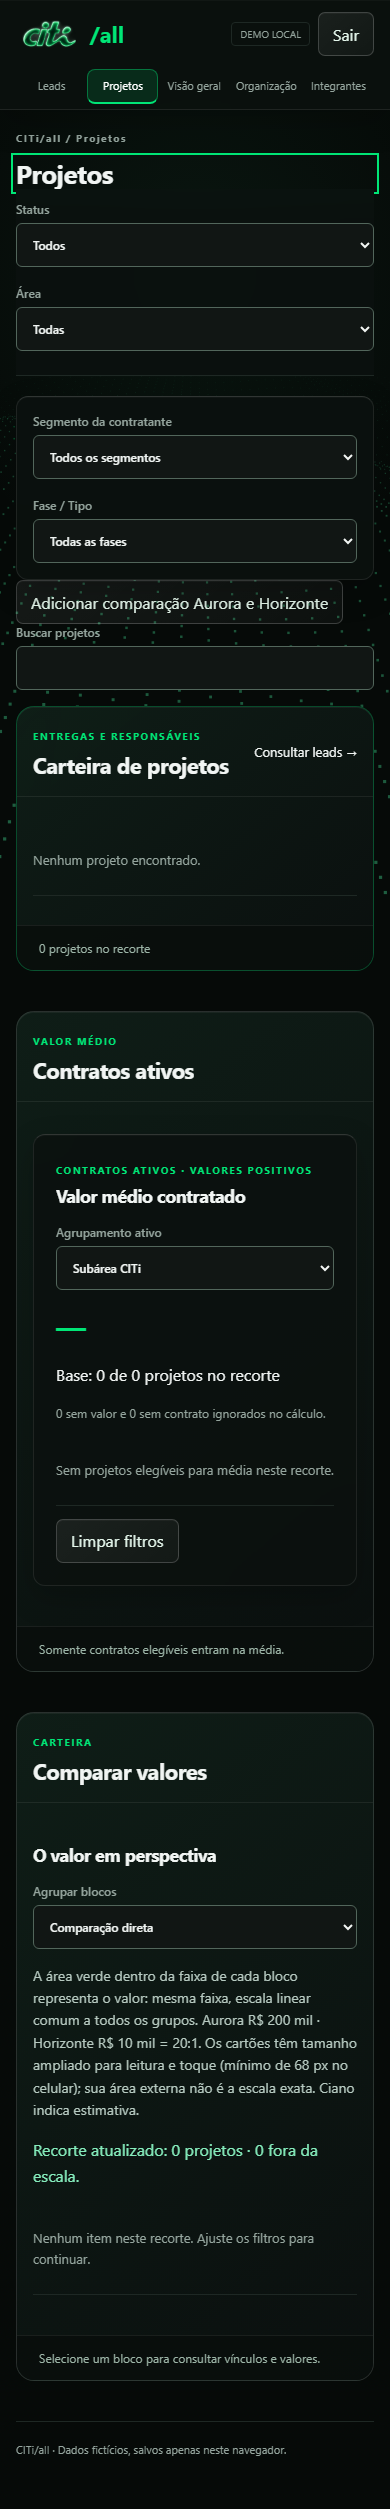 citi /all
DEMO LOCAL
Sair
Leads
Projetos
Visão geral
Organização
Integrantes
CITi/all / Projetos
Projetos
Status
Todos
Área
Todas
Segmento da contratante
Todos os segmentos
Fase / Tipo
Todas as fases
Adicionar comparação Aurora e Horizonte
Buscar projetos
ENTREGAS E RESPONSÁVEIS
Carteira de projetos
Consultar leads →
Nenhum projeto encontrado.
0 projetos no recorte
VALOR MÉDIO
Contratos ativos
CONTRATOS ATIVOS · VALORES POSITIVOS
Valor médio contratado
Agrupamento ativo
Subárea CITi
—
Base: 0 de 0 projetos no recorte
0 sem valor e 0 sem contrato ignorados no cálculo.
Sem projetos elegíveis para média neste recorte.
Limpar filtros
Somente contratos elegíveis entram na média.
CARTEIRA
Comparar valores
O valor em perspectiva
Agrupar blocos
Comparação direta
A área verde dentro da faixa de cada bloco
representa o valor: mesma faixa, escala linear
comum a todos os grupos. Aurora R$ 200 mil ·
Horizonte R$ 10 mil = 20:1. Os cartões têm tamanho
ampliado para leitura e toque (mínimo de 68 px no
celular); sua área externa não é a escala exata. Ciano
indica estimativa.
Recorte atualizado: 0 projetos · 0 fora da
escala.
Nenhum item neste recorte. Ajuste os filtros para
continuar.
Selecione um bloco para consultar vínculos e valores.
CITi/all · Dados fictícios, salvos apenas neste navegador.